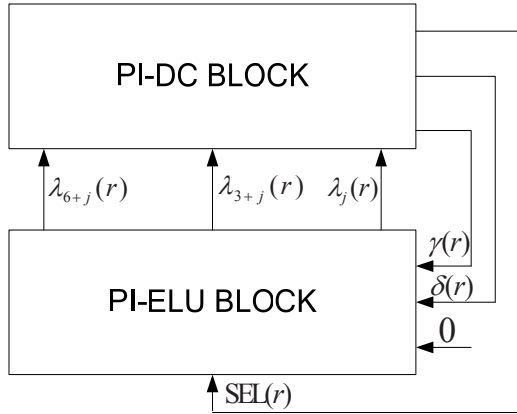 PI-DC BLOCK
λ₆₊ⱼ(r) λ₃₊ⱼ(r) λⱼ(r)
γ(r)
PI-ELU BLOCK
δ(r)
0
SEL(r)